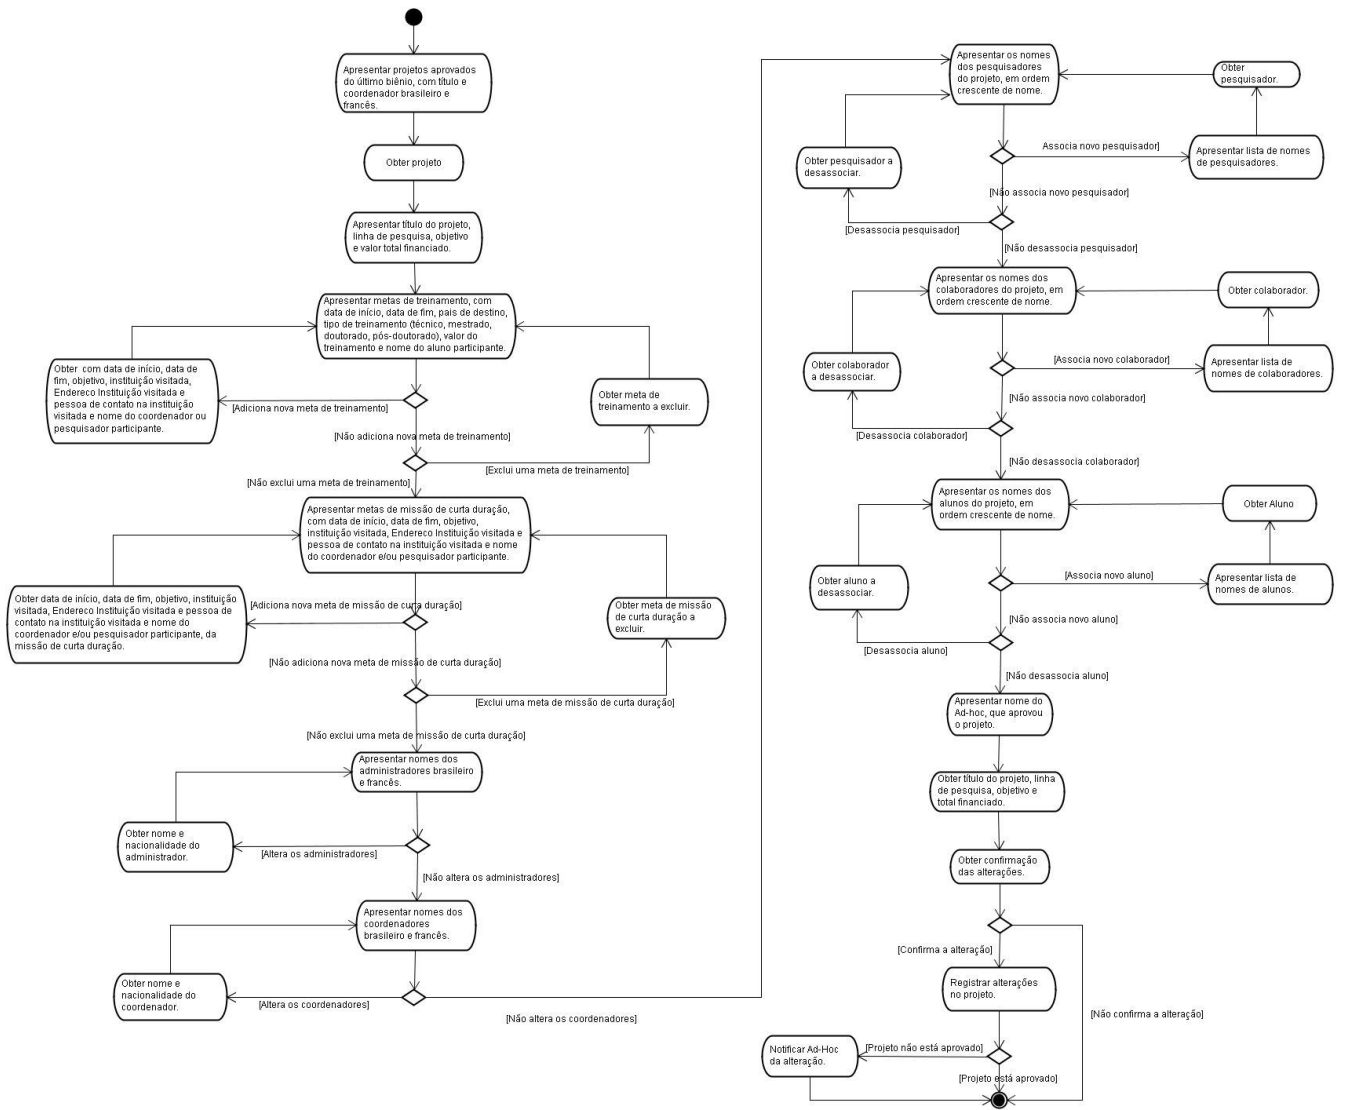 Apresentar projetos aprovados
do último biênio, com título e
coordenador brasileiro e
francês.
Obter projeto
Apresentar título do projeto,
linha de pesquisa, objetivo
e valor total financiado.
Apresentar metas de treinamento, com
data de início, data de fim, pais de destino,
tipo de treinamento (técnico, mestrado,
doutorado, pós-doutorado), valor do
treinamento e nome do aluno participante.
Obter  com data de início, data de
fim, objetivo, instituição visitada,
Endereco Instituição visitada e
pessoa de contato na instituição
visitada e nome do coordenador ou
pesquisador participante.
[Adiciona nova meta de treinamento]
Obter meta de
treinamento a excluir.
[Não adiciona nova meta de treinamento]
[Exclui uma meta de treinamento]
[Não exclui uma meta de treinamento]
Apresentar metas de missão de curta duração,
com data de início, data de fim, objetivo,
instituição visitada, Endereco Instituição visitada e
pessoa de contato na instituição visitada e nome
do coordenador e/ou pesquisador participante.
Obter data de início, data de fim, objetivo, instituição
visitada, Endereco Instituição visitada e pessoa de
contato na instituição visitada e nome do
coordenador e/ou pesquisador participante, da
missão de curta duração.
[Adiciona nova meta de missão de curta duração]
Obter meta de missão
de curta duração a
excluir.
[Não adiciona nova meta de missão de curta duração]
[Exclui uma meta de missão de curta duração]
[Não exclui uma meta de missão de curta duração]
Apresentar nomes dos
administradores brasileiro
e francês.
Obter nome e
nacionalidade do
administrador.
[Altera os administradores]
[Não altera os administradores]
Apresentar nomes dos
coordenadores
brasileiro e francês.
Obter nome e
nacionalidade do
coordenador.
[Altera os coordenadores]
[Não altera os coordenadores]
Apresentar os nomes
dos pesquisadores
do projeto, em ordem
crescente de nome.
Obter
pesquisador.
Associa novo pesquisador]
Apresentar lista de nomes
de pesquisadores.
Obter pesquisador a
desassociar.
[Não associa novo pesquisador]
[Desassocia pesquisador]
[Não desassocia pesquisador]
Apresentar os nomes dos
colaboradores do projeto, em
ordem crescente de nome.
Obter colaborador.
Obter colaborador
a desassociar.
[Associa novo colaborador]
Apresentar lista de
nomes de colaboradores.
[Não associa novo colaborador]
[Desassocia colaborador]
[Não desassocia colaborador]
Apresentar os nomes dos
alunos do projeto, em
ordem crescente de nome.
Obter Aluno
Obter aluno a
desassociar.
[Associa novo aluno]
Apresentar lista de
nomes de alunos.
[Não associa novo aluno]
[Desassocia aluno]
[Não desassocia aluno]
Apresentar nome do
Ad-hoc, que aprovou
o projeto.
Obter título do projeto, linha
de pesquisa, objetivo e
total financiado.
Obter confirmação
das alterações.
[Confirma a alteração]
Registrar alterações
no projeto.
[Não confirma a alteração]
Notificar Ad-Hoc
da alteração.
[Projeto não está aprovado]
[Projeto está aprovado]